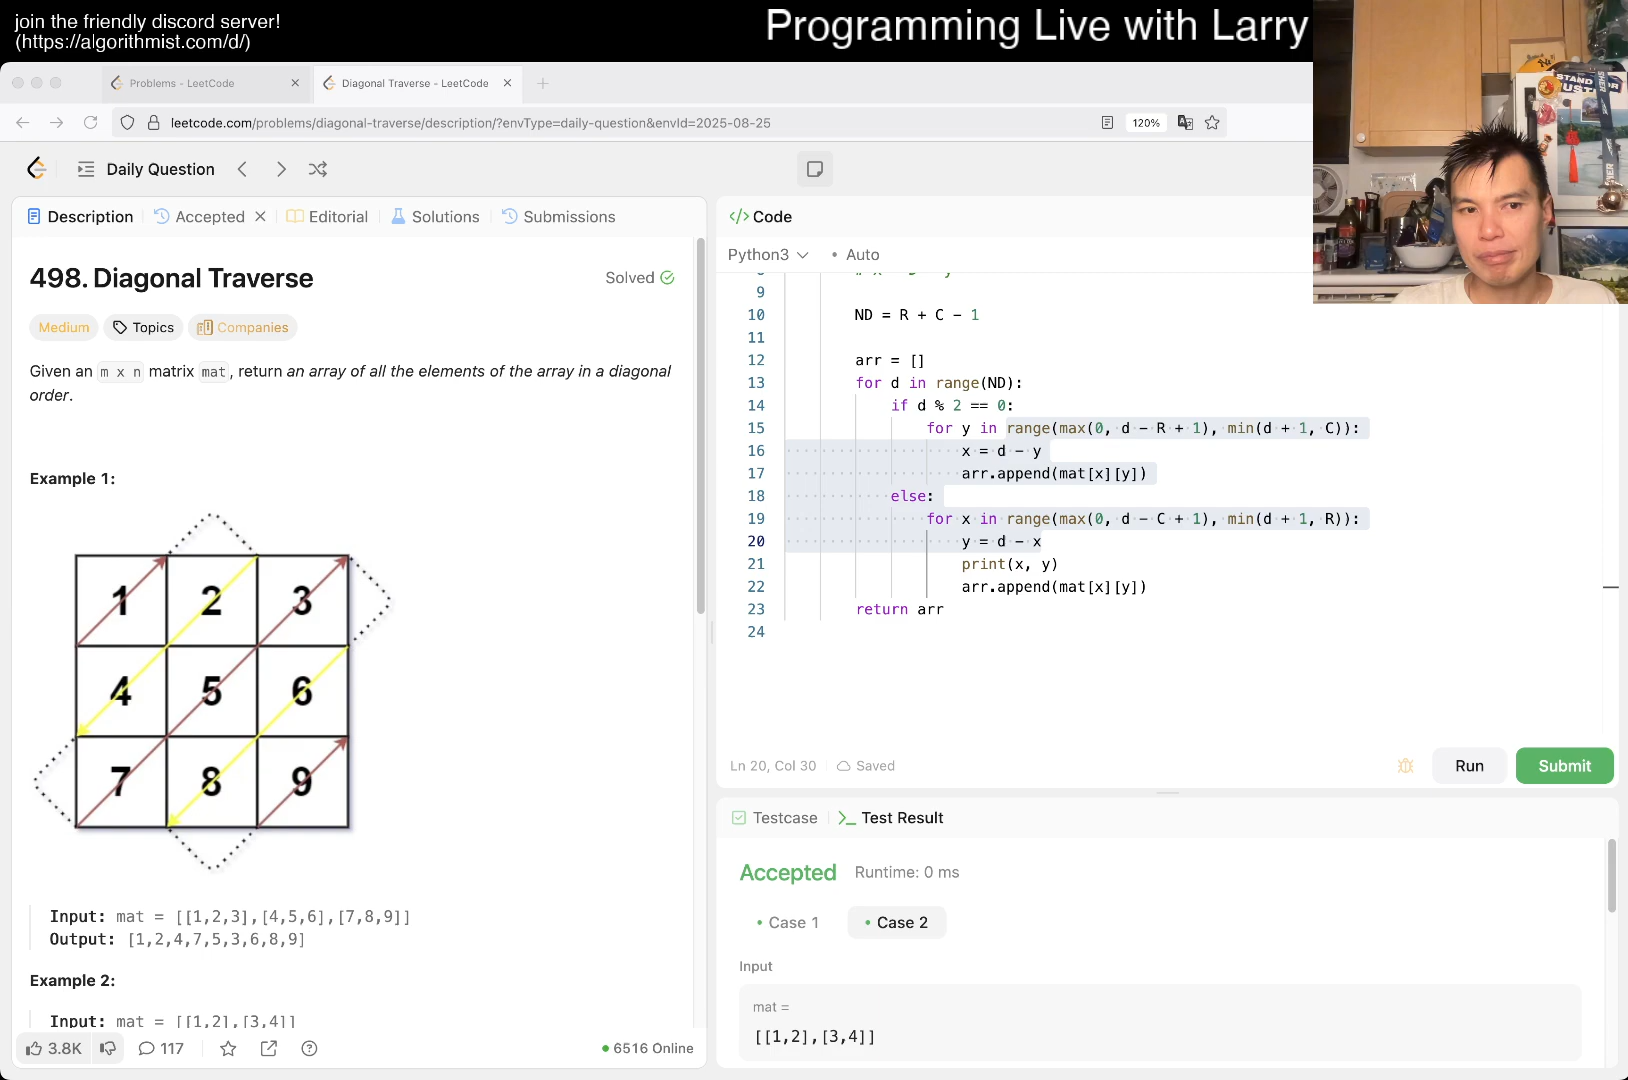 join the friendly discord server!
(https://algorithmist.com/d/)
Programming Live with Larry
Problems - LeetCode
Diagonal Traverse - LeetCode
leetcode.com/problems/diagonal-traverse/description/?envType=daily-question&envId=2025-08-25
120%
Daily Question
Description
Accepted
Editorial
Solutions
Submissions
498. Diagonal Traverse
Solved
Medium
Topics
Companies
Given an m x n matrix mat, return an array of all the elements of the array in a diagonal
order.
Example 1:
1 2 3
4 5 6
7 8 9
Input: mat = [[1,2,3],[4,5,6],[7,8,9]]
Output: [1,2,4,7,5,3,6,8,9]
Example 2:
Input: mat = [[1,2],[3,4]]
3.8K
117
6516 Online
</> Code
Python3
Auto
9
10 ND = R + C - 1
11
12 arr = []
13 for d in range(ND):
14 if d % 2 == 0:
15 for y in range(max(0, d - R + 1), min(d + 1, C)):
16 x = d - y
17 arr.append(mat[x][y])
18 else:
19 for x in range(max(0, d - C + 1), min(d + 1, R)):
20 y = d - x
21 print(x, y)
22 arr.append(mat[x][y])
23 return arr
24
Ln 20, Col 30
Saved
Run
Submit
Testcase
Test Result
Accepted
Runtime: 0 ms
Case 1
Case 2
Input
mat =
[[1,2],[3,4]]